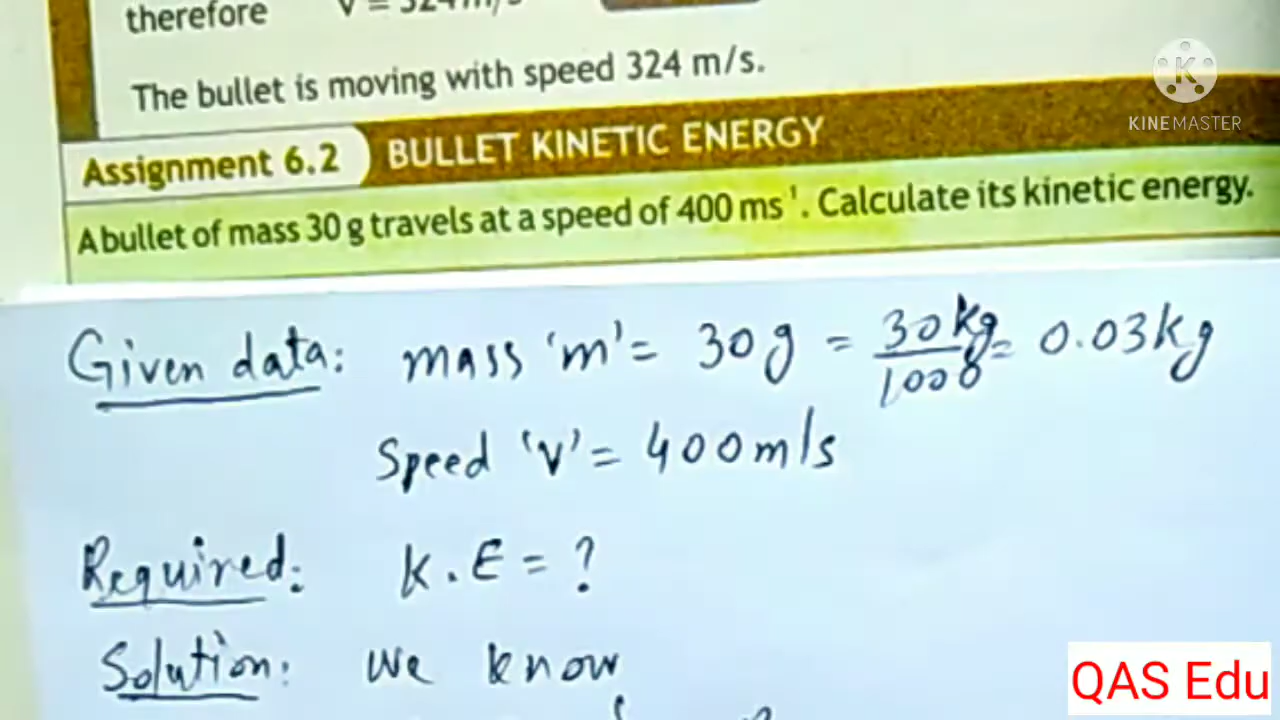 therefore V = 324 m/s
The bullet is moving with speed 324 m/s.
KINEMASTER
Assignment 6.2 BULLET KINETIC ENERGY
A bullet of mass 30 g travels at a speed of 400 ms⁻¹. Calculate its kinetic energy.
Given data: mass 'm' = 30g = 30kg/1000 = 0.03kg
Speed 'v' = 400m/s
Required: K.E = ?
Solution: we know
QAS Edu